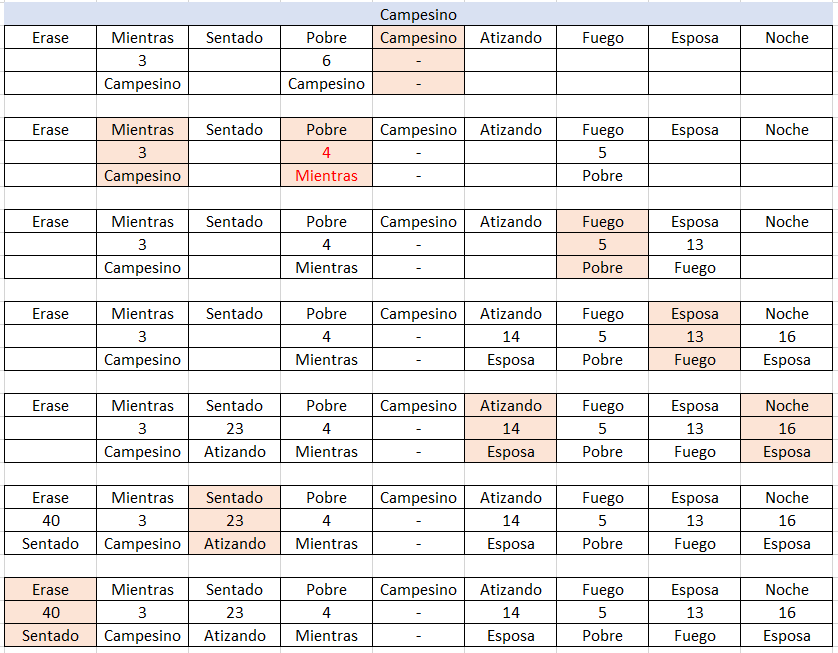 Campesino
Erase Mientras Sentado Pobre Campesino Atizando Fuego Esposa Noche
3 6 -
Campesino Campesino -
Erase Mientras Sentado Pobre Campesino Atizando Fuego Esposa Noche
3 4 - 5
Campesino Mientras - Pobre
Erase Mientras Sentado Pobre Campesino Atizando Fuego Esposa Noche
3 4 - 5 13
Campesino Mientras - Pobre Fuego
Erase Mientras Sentado Pobre Campesino Atizando Fuego Esposa Noche
3 4 - 14 5 13 16
Campesino Mientras - Esposa Pobre Fuego Esposa
Erase Mientras Sentado Pobre Campesino Atizando Fuego Esposa Noche
3 23 4 - 14 5 13 16
Campesino Atizando Mientras - Esposa Pobre Fuego Esposa
Erase Mientras Sentado Pobre Campesino Atizando Fuego Esposa Noche
40 3 23 4 - 14 5 13 16
Sentado Campesino Atizando Mientras - Esposa Pobre Fuego Esposa
Erase Mientras Sentado Pobre Campesino Atizando Fuego Esposa Noche
40 3 23 4 - 14 5 13 16
Sentado Campesino Atizando Mientras - Esposa Pobre Fuego Esposa